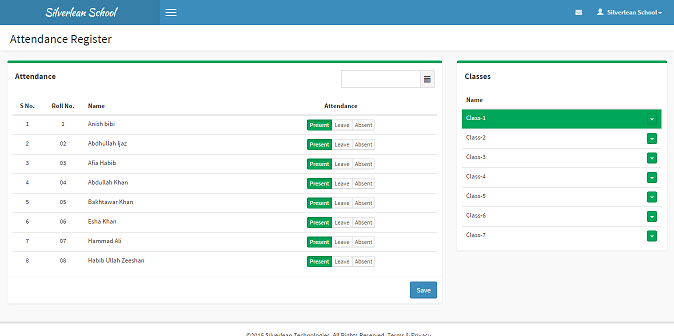 Silverlean School
Silverlean School
Attendance Register
Attendance
S No. Roll No. Name Attendance
1 1 Anish bibi Present Leave Absent
2 02 Abdhullah Ijaz Present Leave Absent
3 03 Afia Habib Present Leave Absent
4 04 Abdullah Khan Present Leave Absent
5 05 Bakhtawar Khan Present Leave Absent
6 06 Esha Khan Present Leave Absent
7 07 Hammad Ali Present Leave Absent
8 08 Habib Ullah Zeeshan Present Leave Absent
Save
Classes
Name
Class-1
Class-2
Class-3
Class-4
Class-5
Class-6
Class-7
Silverlean Technologies. All Rights Reserved. Terms & Privacy